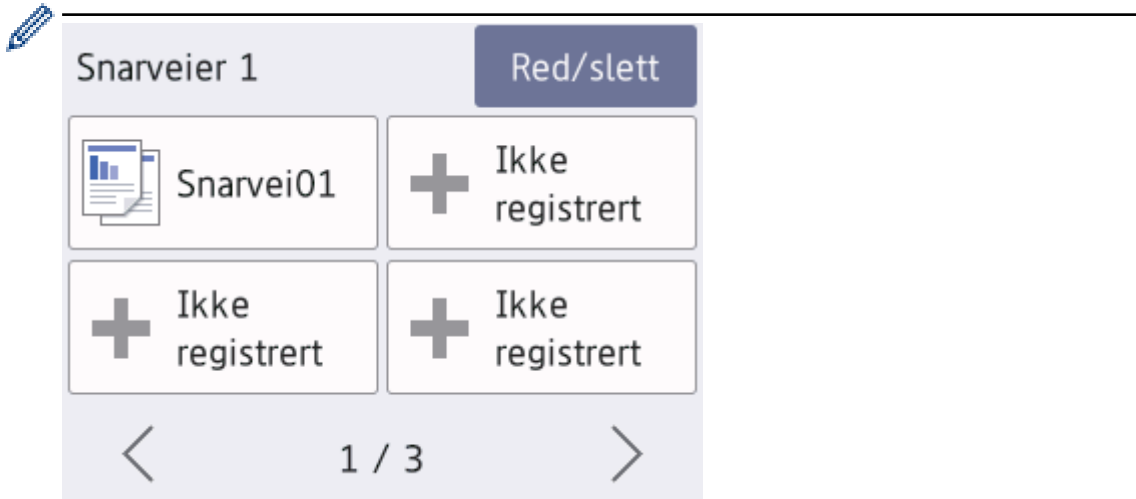 Snarveier 1
Red/slett
Snarvei01
Ikke
registrert
Ikke
registrert
Ikke
registrert
1 / 3